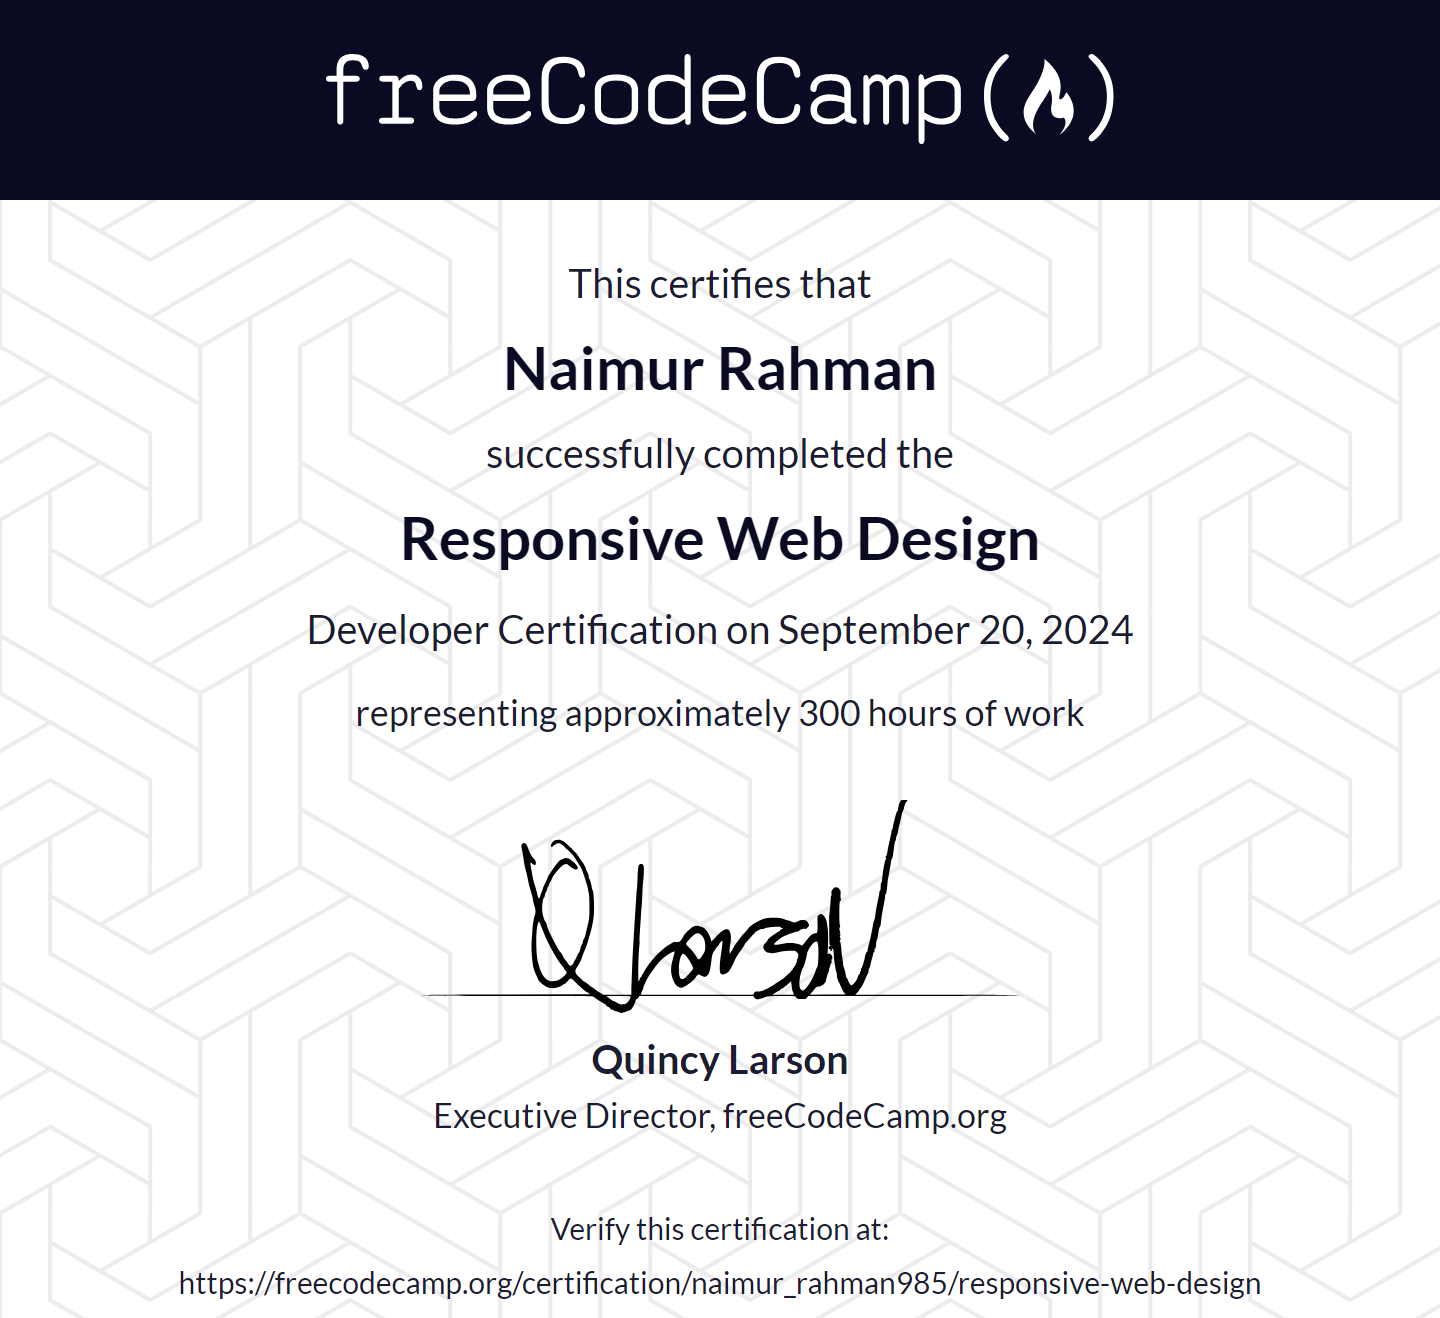 freeCodeCamp
This certifies that
Naimur Rahman
successfully completed the
Responsive Web Design
Developer Certification on September 20, 2024
representing approximately 300 hours of work
Q Larson
Quincy Larson
Executive Director, freeCodeCamp.org
Verify this certification at:
https://freecodecamp.org/certification/naimur_rahman985/responsive-web-design